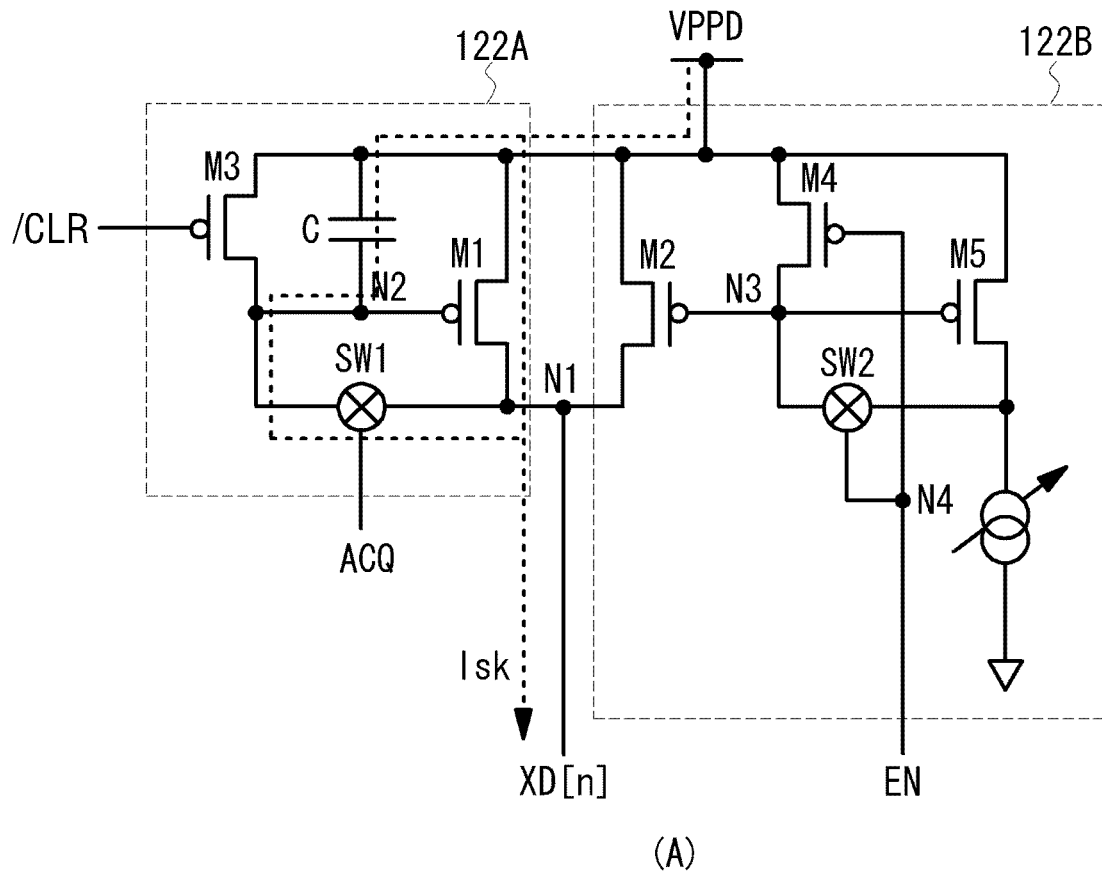 VPPD
122A
122B
M3
M4
/CLR
C
M1
M2
M5
N2
N3
SW1
N1
SW2
N4
ACQ
Isk
XD[n]
EN
(A)